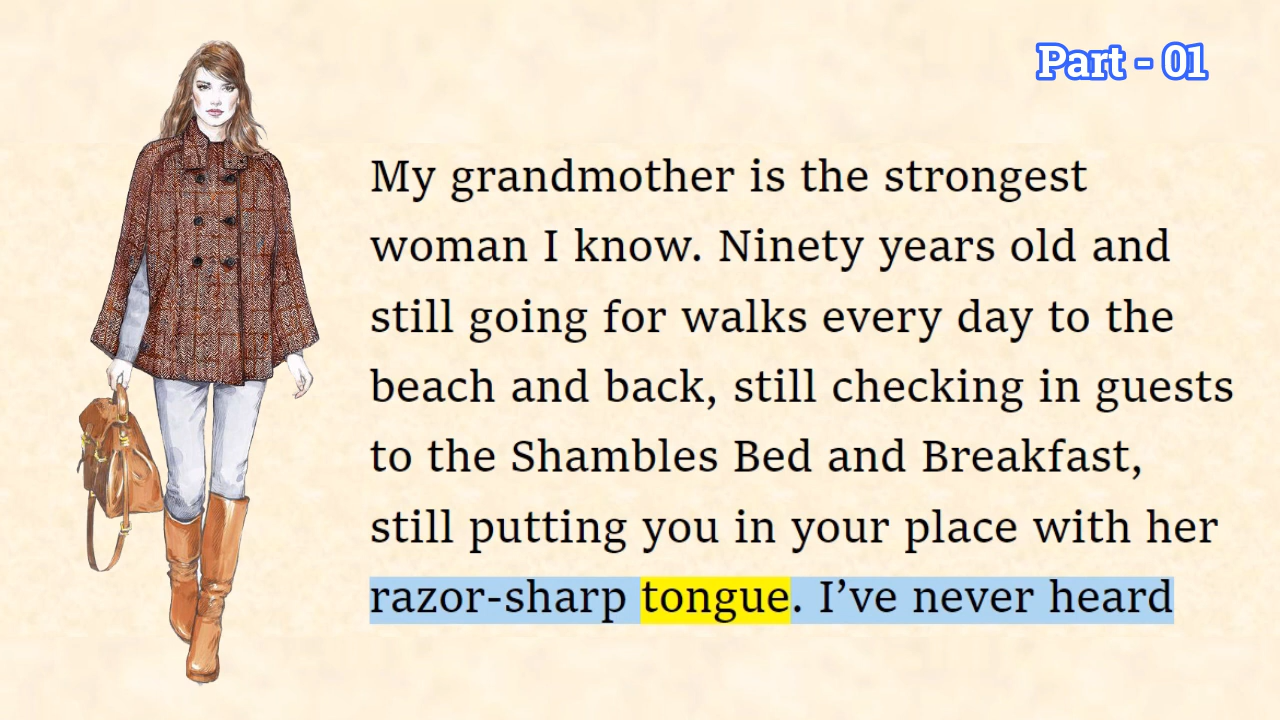 Part - 01
My grandmother is the strongest
woman I know. Ninety years old and
still going for walks every day to the
beach and back, still checking in guests
to the Shambles Bed and Breakfast,
still putting you in your place with her
razor-sharp tongue. I’ve never heard